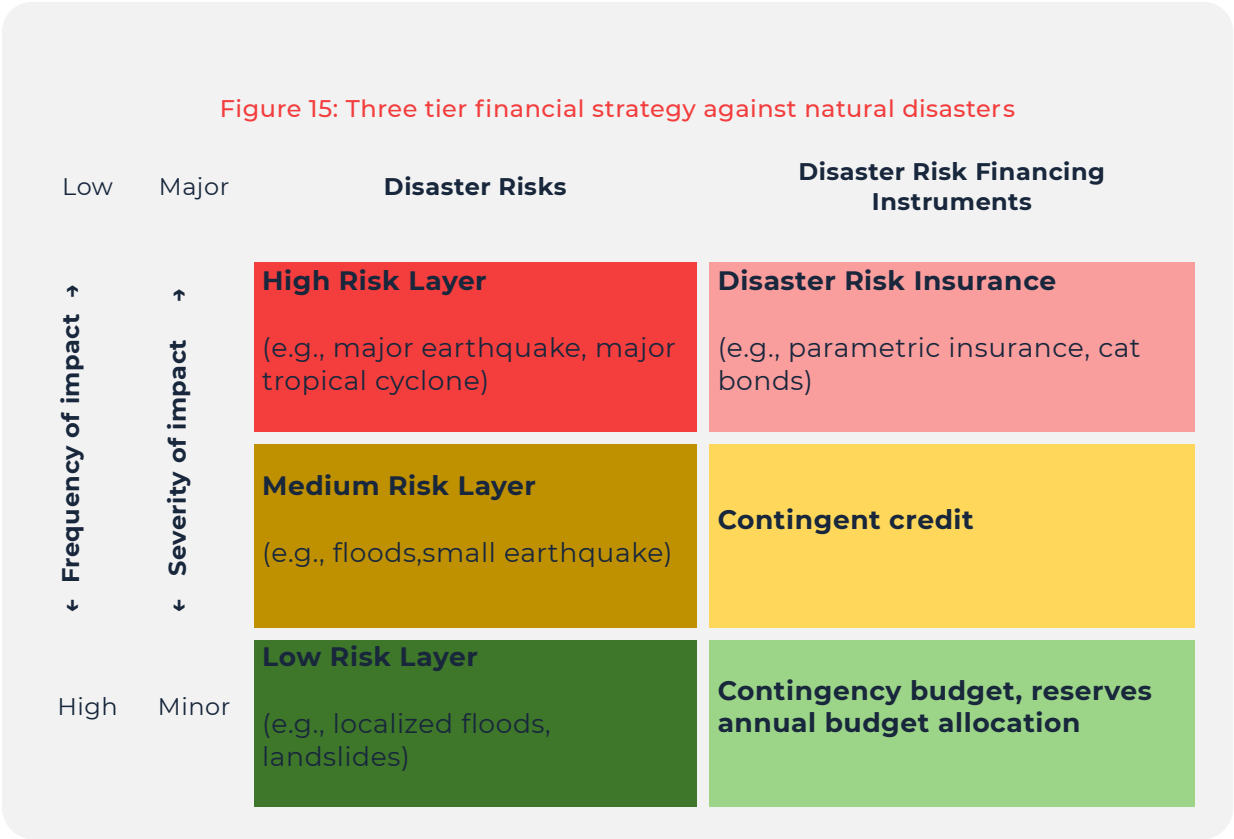 Figure 15: Three tier financial strategy against natural disasters
Low
Major
Disaster Risks
Disaster Risk Financing
Instruments
← Frequency of impact →
← Severity of impact →
High Risk Layer
(e.g., major earthquake, major
tropical cyclone)
Disaster Risk Insurance
(e.g., parametric insurance, cat
bonds)
Medium Risk Layer
(e.g., floods,small earthquake)
Contingent credit
High
Minor
Low Risk Layer
(e.g., localized floods,
landslides)
Contingency budget, reserves
annual budget allocation